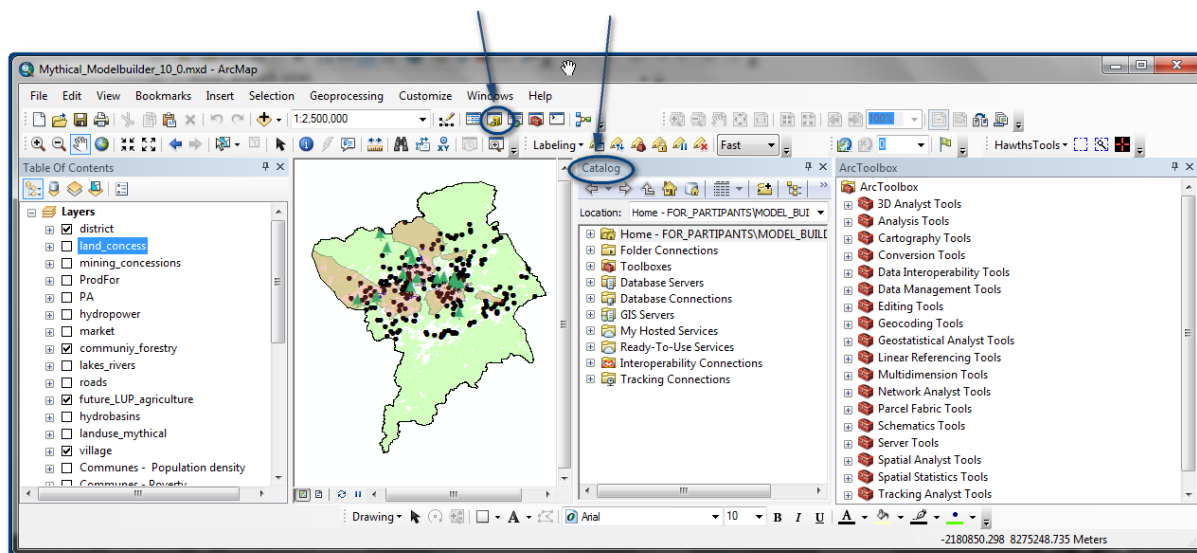 Mythical_Modelbuilder_10_0.mxd - ArcMap
File Edit View Bookmarks Insert Selection Geoprocessing Customize Windows Help
1:2,500,000
100%
Labeling
Fast
0
HawthsTools
Table Of Contents
Layers
district
land_concess
mining_concessions
ProdFor
PA
hydropower
market
communiy_forestry
lakes_rivers
roads
future_LUP_agriculture
hydrobasins
landuse_mythical
village
Communes - Population density
Communes - Poverty
Catalog
Location: Home - FOR_PARTIPANTS\MODEL_BUI
Home - FOR_PARTIPANTS\MODEL_BUILD
Folder Connections
Toolboxes
Database Servers
Database Connections
GIS Servers
My Hosted Services
Ready-To-Use Services
Interoperability Connections
Tracking Connections
ArcToolbox
ArcToolbox
3D Analyst Tools
Analysis Tools
Cartography Tools
Conversion Tools
Data Interoperability Tools
Data Management Tools
Editing Tools
Geocoding Tools
Geostatistical Analyst Tools
Linear Referencing Tools
Multidimension Tools
Network Analyst Tools
Parcel Fabric Tools
Schematics Tools
Server Tools
Spatial Analyst Tools
Spatial Statistics Tools
Tracking Analyst Tools
Drawing
A
Arial
10
B I U A
-2180850.298 8275248.735 Meters